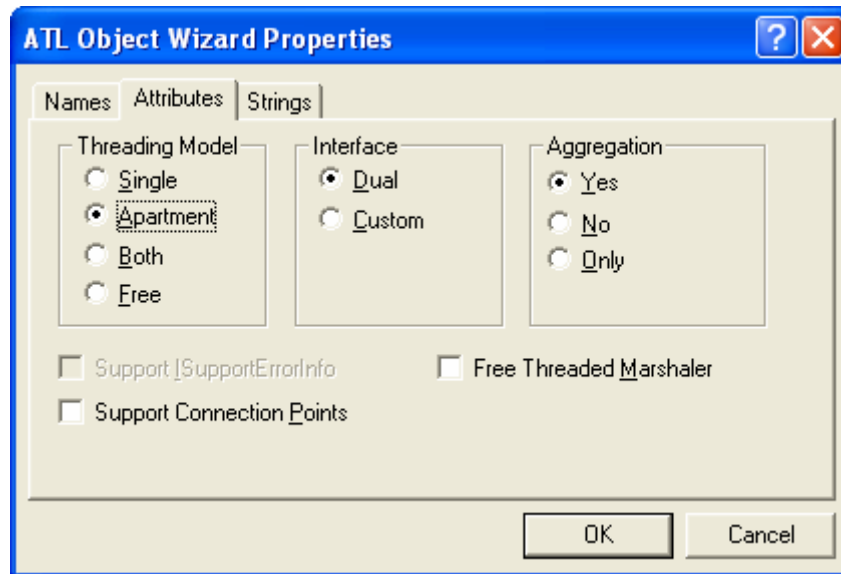 ATL Object Wizard Properties
Names Attributes Strings
Threading Model Interface Aggregation
Single Dual Yes
Apartment Custom No
Both Only
Free
Support ISupportErrorInfo Free Threaded Marshaler
Support Connection Points
OK Cancel